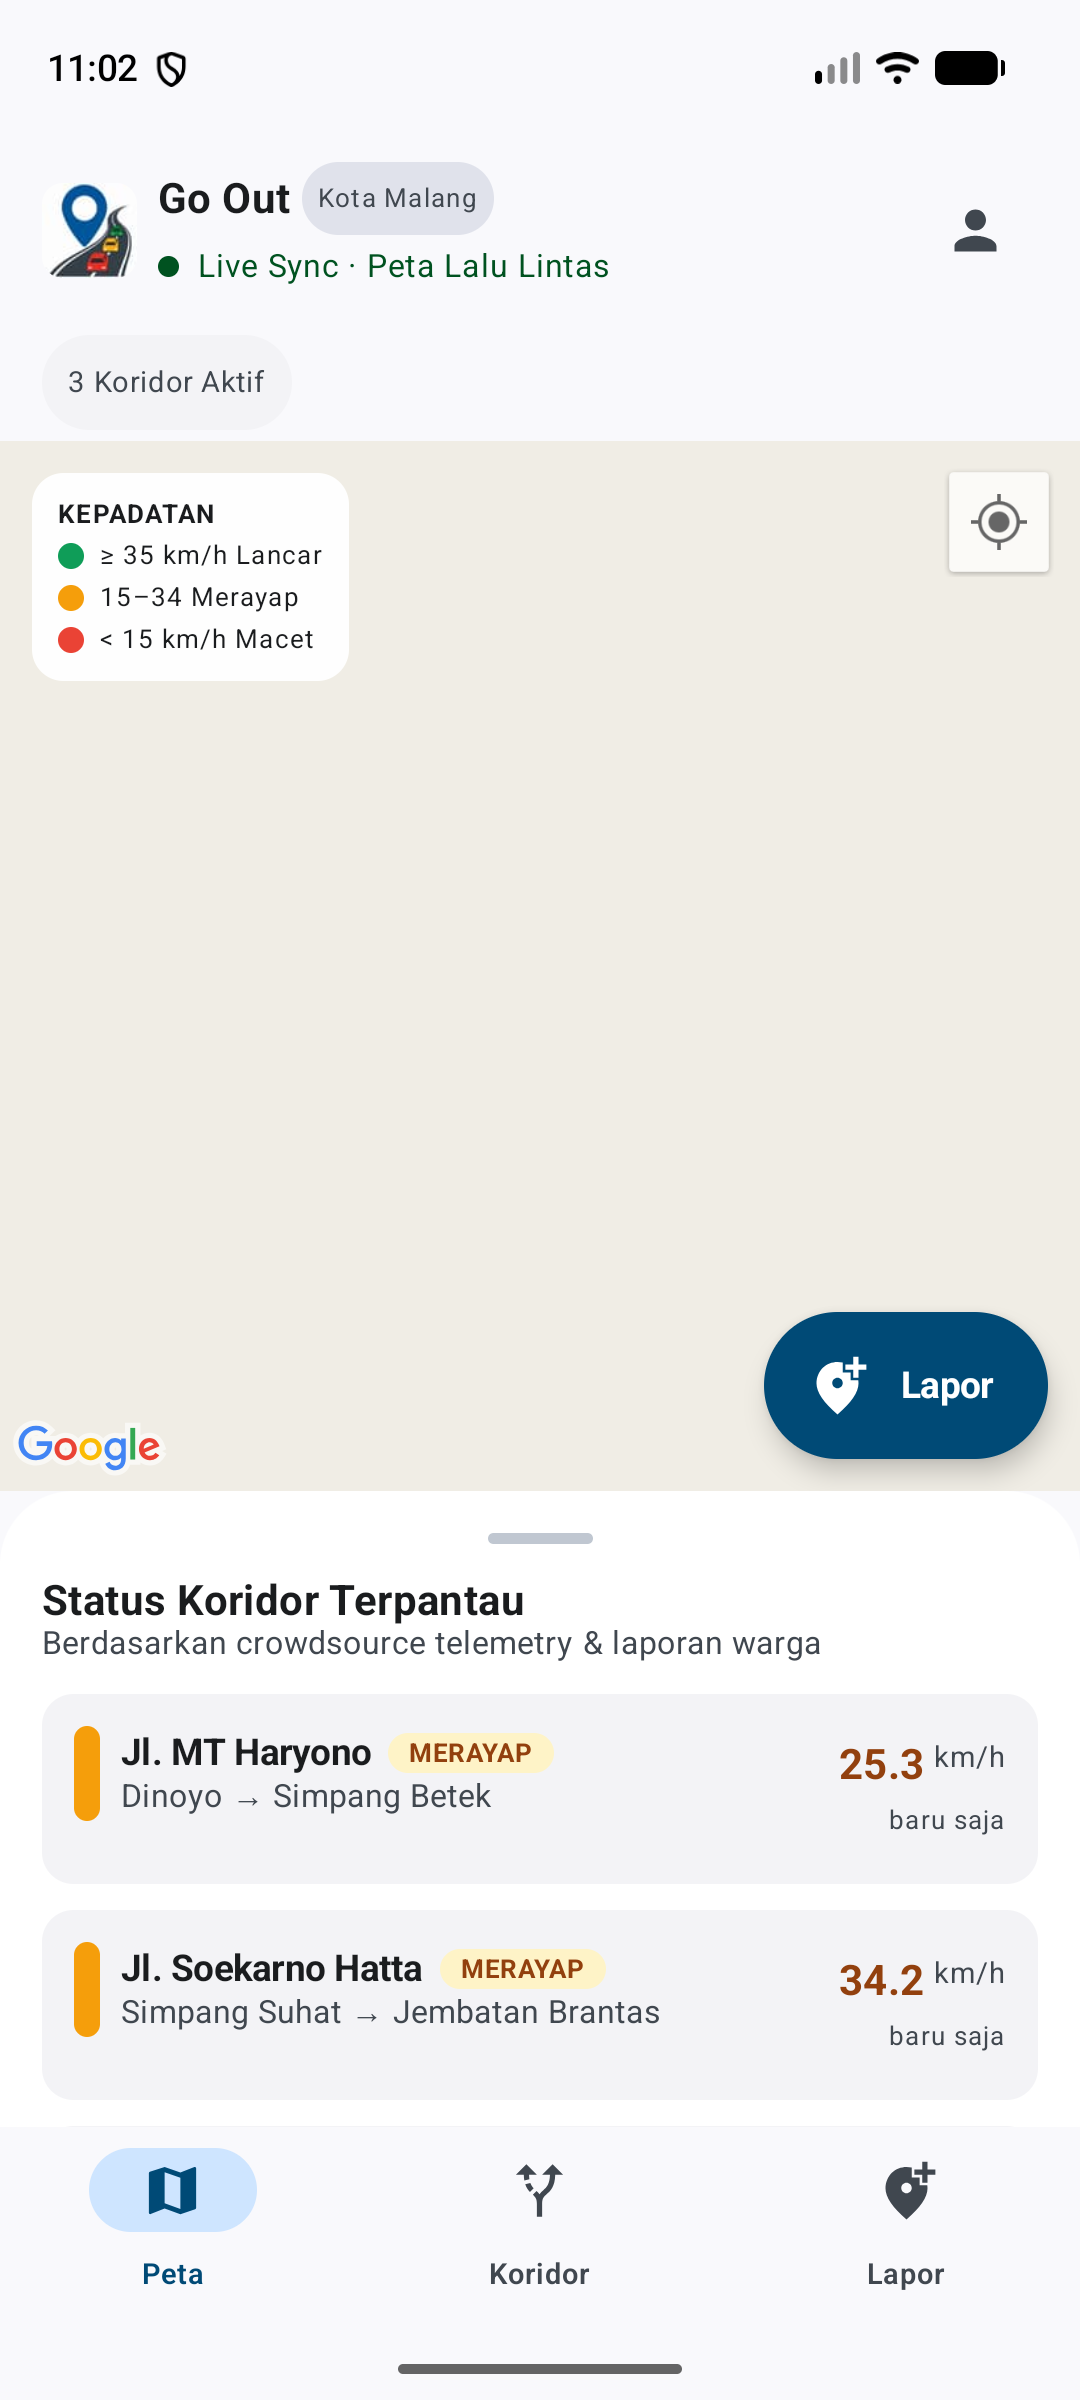 11:02
Go Out
Kota Malang
Live Sync · Peta Lalu Lintas
3 Koridor Aktif
KEPADATAN
≥ 35 km/h Lancar
15–34 Merayap
< 15 km/h Macet
Lapor
Google
Status Koridor Terpantau
Berdasarkan crowdsource telemetry & laporan warga
Jl. MT Haryono MERAYAP
25.3 km/h
Dinoyo → Simpang Betek
baru saja
Jl. Soekarno Hatta MERAYAP
34.2 km/h
Simpang Suhat → Jembatan Brantas
baru saja
Peta
Koridor
Lapor